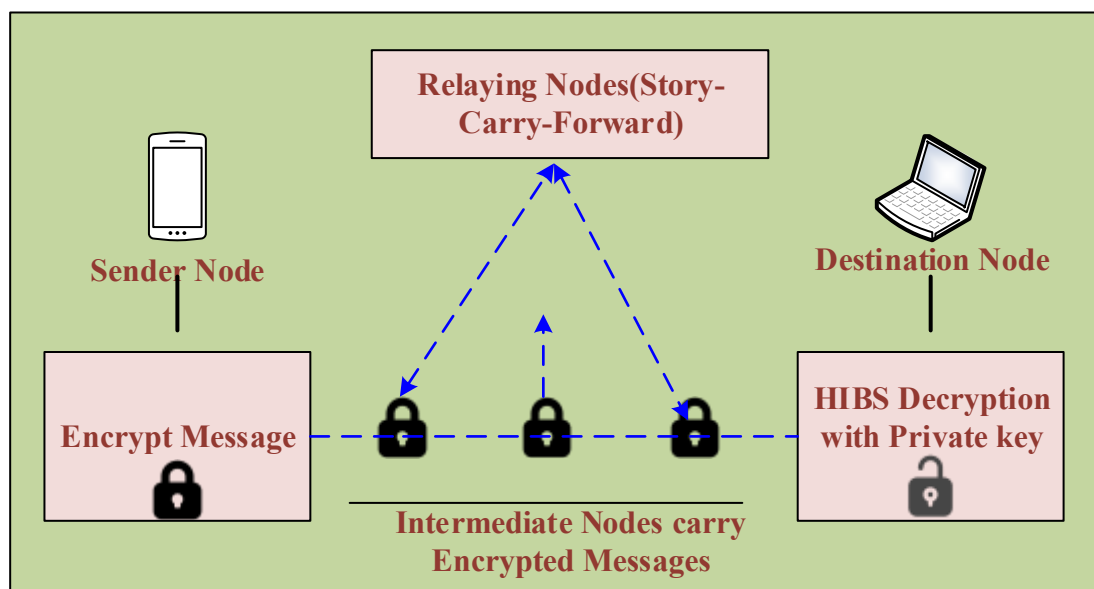 Relaying Nodes(Story-
Carry-Forward)
Sender Node
Destination Node
Encrypt Message
HIBS Decryption
with Private key
Intermediate Nodes carry
Encrypted Messages